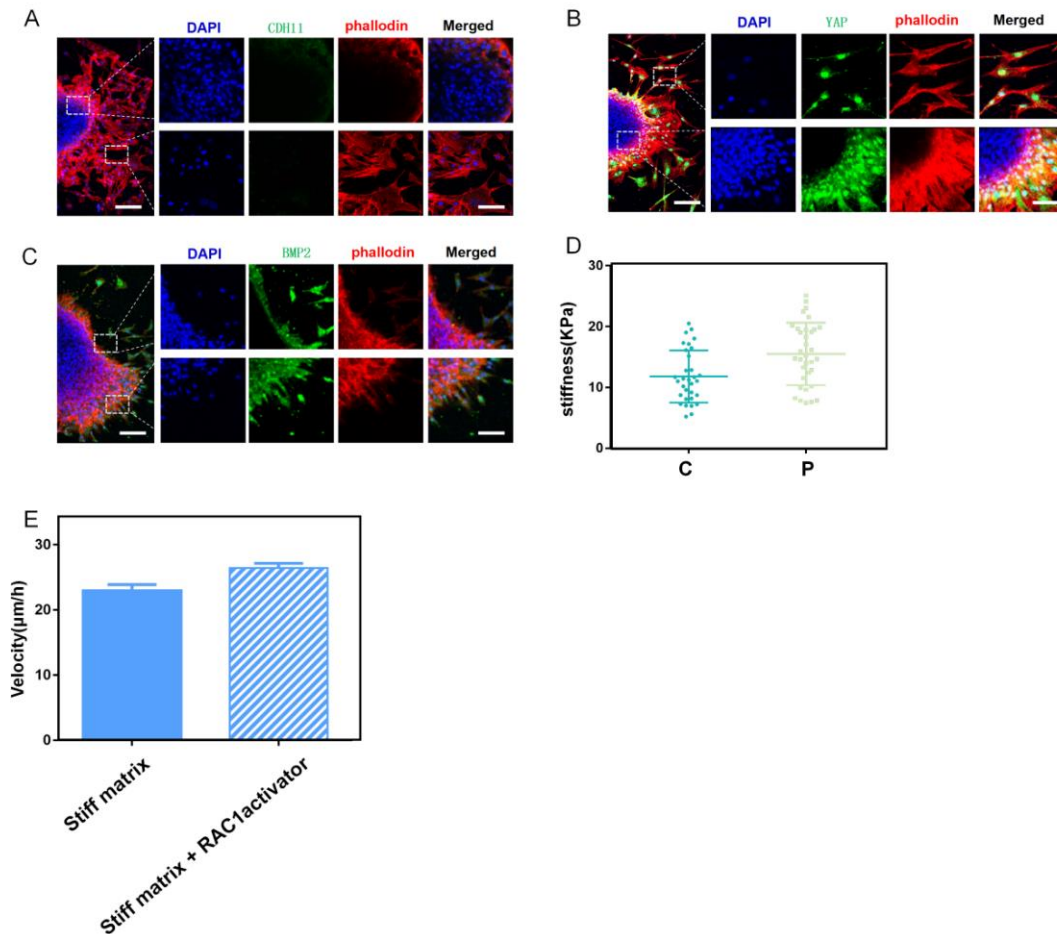 A
DAPI CDH11 phallodin Merged
B
DAPI YAP phallodin Merged
C
DAPI BMP2 phallodin Merged
D
30
20
10
0
stiffness(KPa)
C P
E
30
20
10
0
Velocity(μm/h)
Stiff matrix
Stiff matrix + RAC1activator